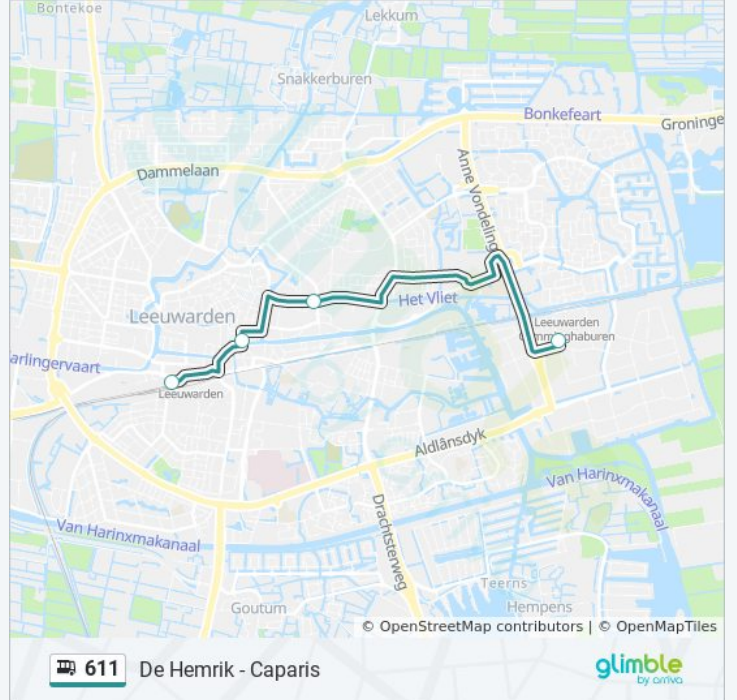 Bontekoe
Lekkum
Snakkerburen
Bonkefeart
Groninge
Dammelaan
Anne Vondeling
Leeuwarden
Het Vliet
Leeuwarden
arlingervaart
Leeuwarden
Aldlânsdyk
Van Harinxmakanaal
Drachtsterweg
Van Harinxmakanaal
Teerns
Goutum
Hempens
© OpenStreetMap contributors | © OpenMapTiles
611 De Hemrik - Caparis
glimble
by arriva